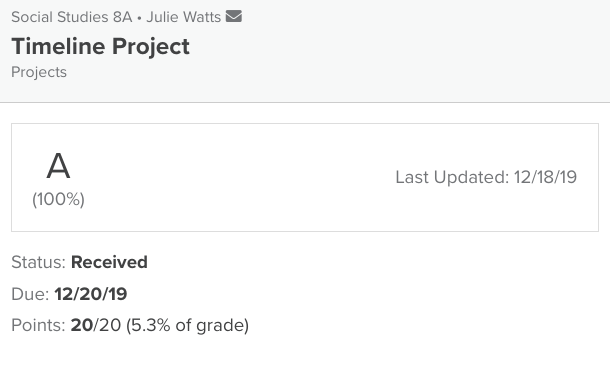 Social Studies 8A • Julie Watts
Timeline Project
Projects
A
(100%)
Last Updated: 12/18/19
Status: Received
Due: 12/20/19
Points: 20/20 (5.3% of grade)